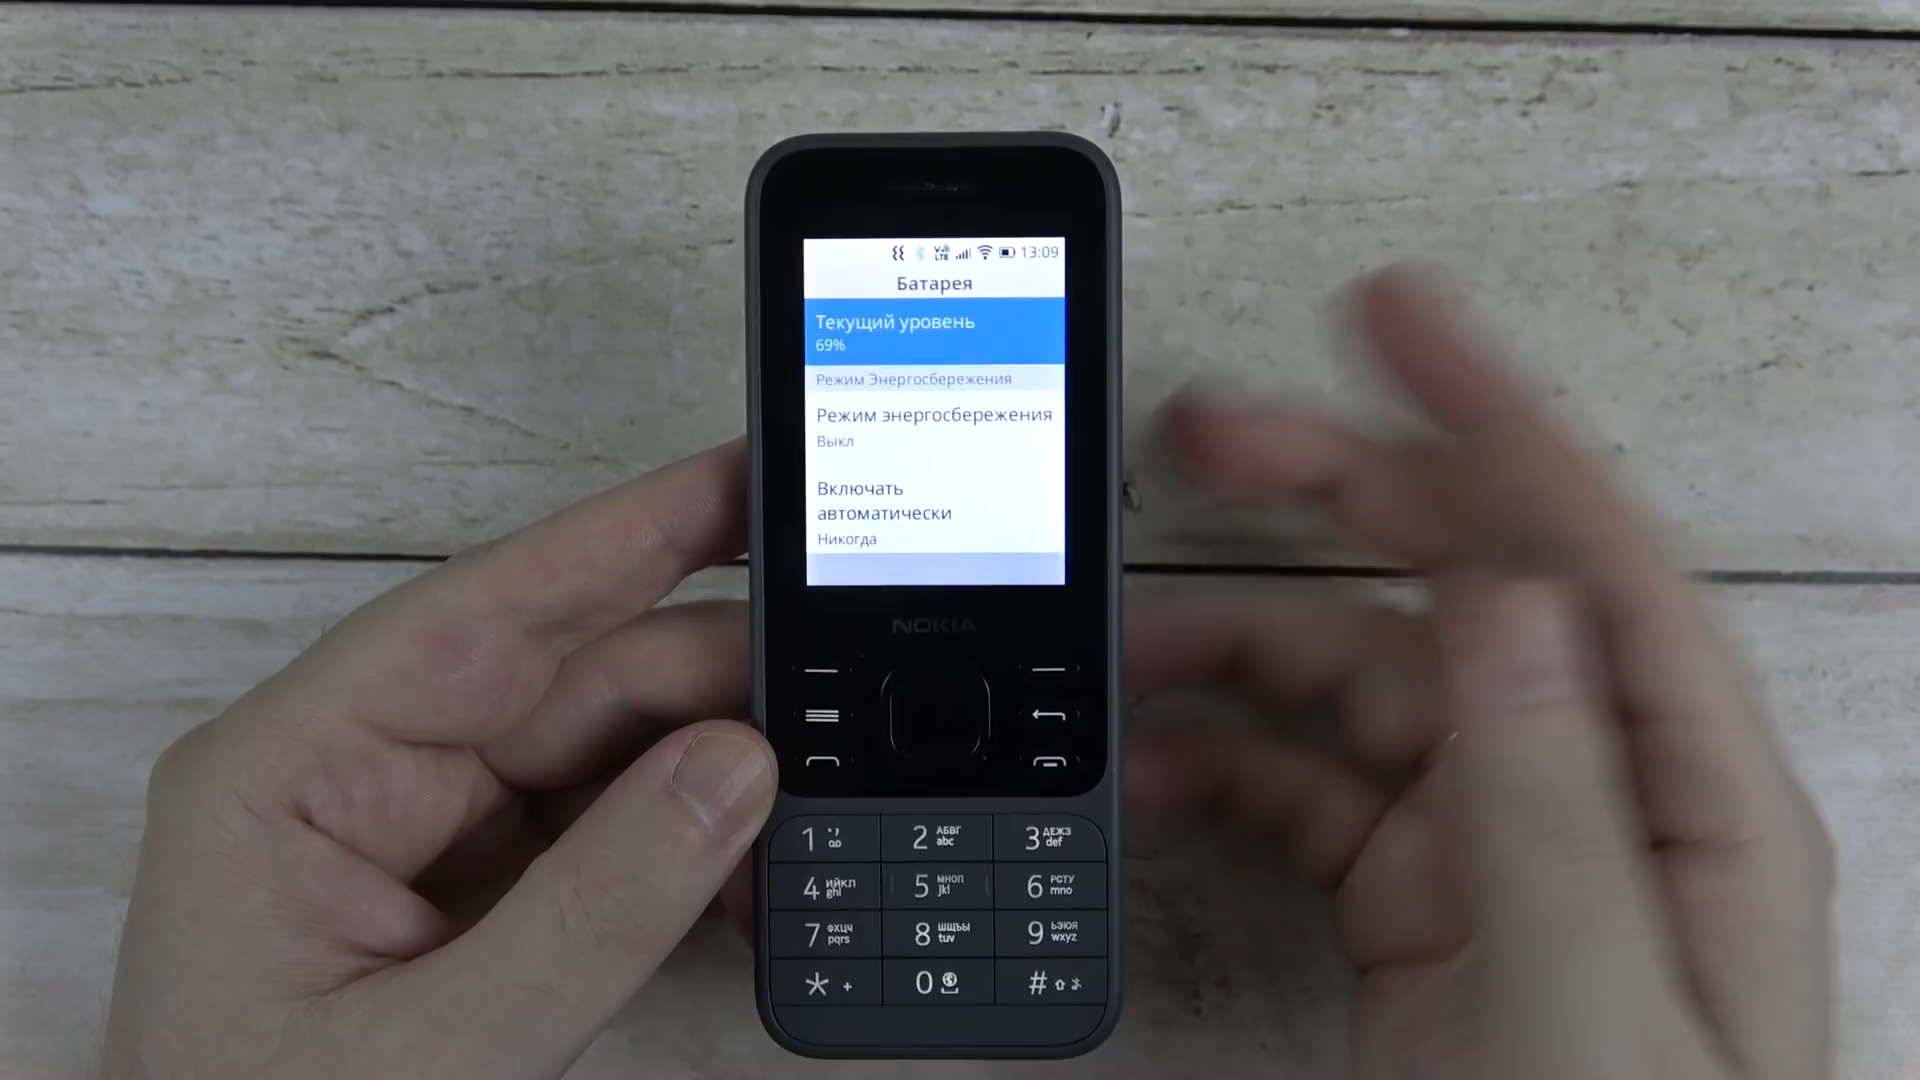 VoLTE 13:09
Батарея
Текущий уровень
69%
Режим Энергосбережения
Режим энергосбережения
Выкл
Включать
автоматически
Никогда
NOKIA
1 2 АБВГ abc 3 ДЕЖЗ def
4 ИЙКЛ ghi 5 МНОП jkl 6 РСТУ mno
7 ФХЦЧ pqrs 8 ШЩЪЫ tuv 9 ЬЭЮЯ wxyz
* + 0 #